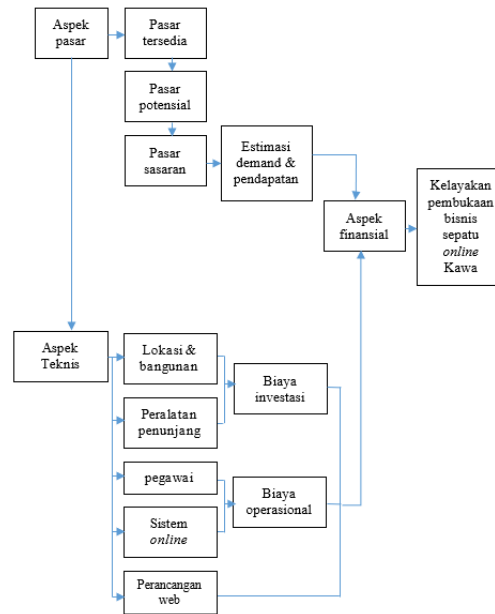 Aspek
pasar
Pasar
tersedia
Pasar
potensial
Pasar
sasaran
Estimasi
demand &
pendapatan
Aspek
finansial
Kelayakan
pembukaan
bisnis
sepatu
online
Kawa
Aspek
Teknis
Lokasi &
bangunan
Peralatan
penunjang
Biaya
investasi
pegawai
Sistem
online
Biaya
operasional
Perancangan
web